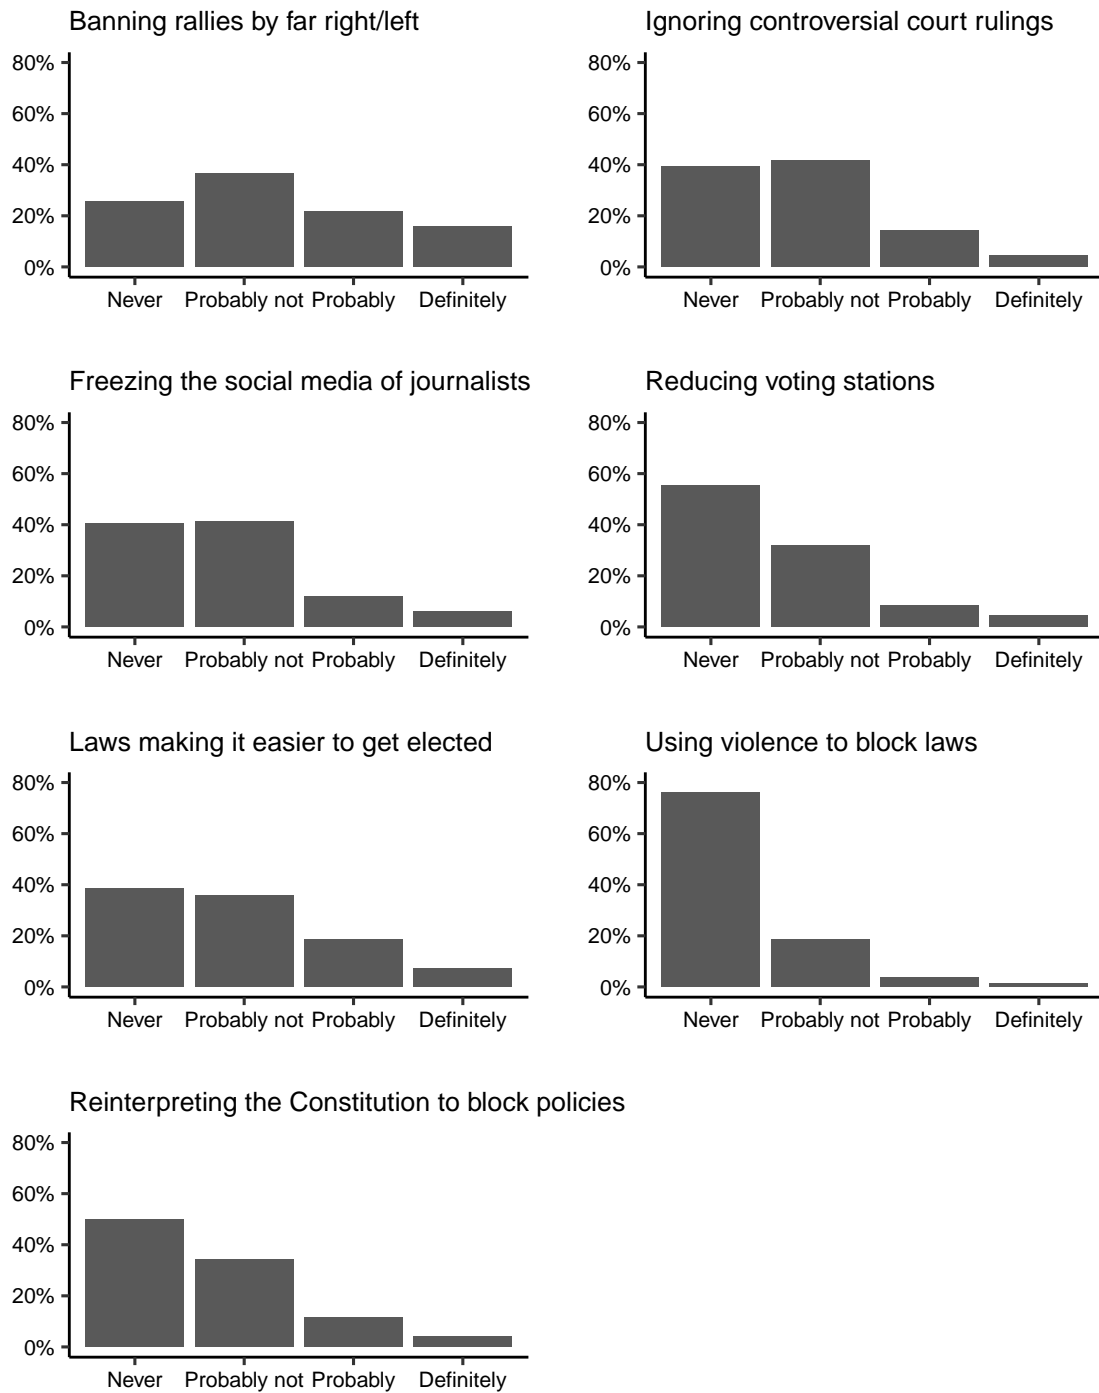 Banning rallies by far right/left
80%
60%
40%
20%
0%
Never Probably not Probably Definitely
Ignoring controversial court rulings
80%
60%
40%
20%
0%
Never Probably not Probably Definitely
Freezing the social media of journalists
80%
60%
40%
20%
0%
Never Probably not Probably Definitely
Reducing voting stations
80%
60%
40%
20%
0%
Never Probably not Probably Definitely
Laws making it easier to get elected
80%
60%
40%
20%
0%
Never Probably not Probably Definitely
Using violence to block laws
80%
60%
40%
20%
0%
Never Probably not Probably Definitely
Reinterpreting the Constitution to block policies
80%
60%
40%
20%
0%
Never Probably not Probably Definitely